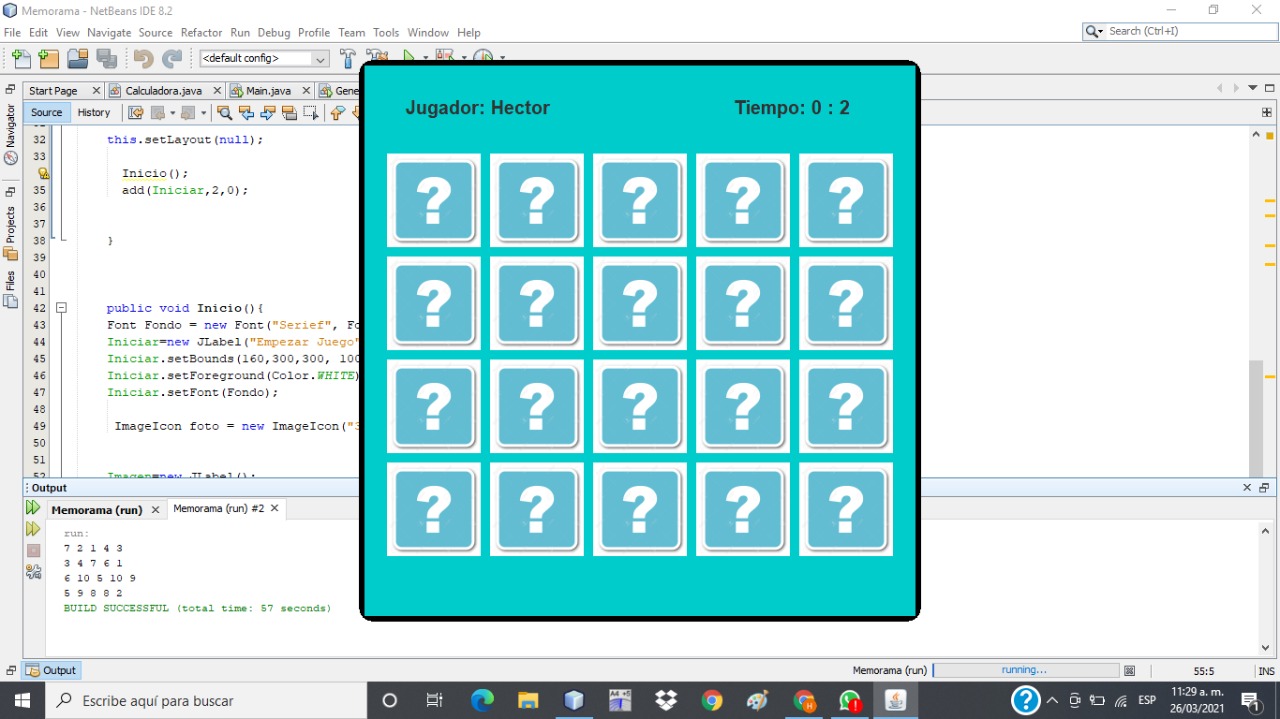 Memorama - NetBeans IDE 8.2
File Edit View Navigate Source Refactor Run Debug Profile Team Tools Window Help
Search (Ctrl+I)
<default config>
Start Page Calculadora.java Main.java Gene
Source History
Navigator
Projects
Files
32 this.setLayout(null);
33
Inicio();
35 add(Iniciar,2,0);
36
37
38 }
39
40
41
42 public void Inicio(){
43 Font Fondo = new Font("Serief", Fo
44 Iniciar=new JLabel("Empezar Juego"
45 Iniciar.setBounds(160,300,300, 100
46 Iniciar.setForeground(Color.WHITE)
47 Iniciar.setFont(Fondo);
48
49 ImageIcon foto = new ImageIcon("3
50
51
52 Imagen=new JLabel();
Jugador: Hector Tiempo: 0 : 2
? ? ? ? ?
? ? ? ? ?
? ? ? ? ?
? ? ? ? ?
Output
Memorama (run) Memorama (run) #2
run:
7 2 1 4 3
3 4 7 6 1
6 10 5 10 9
5 9 8 8 2
BUILD SUCCESSFUL (total time: 57 seconds)
Output
Memorama (run) running... 55:5 INS
Escribe aquí para buscar
A4 +5
H
ESP
11:29 a. m.
26/03/2021
1